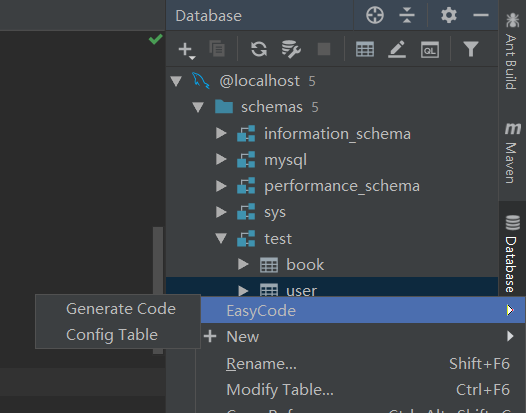 Database
@localhost 5
schemas 5
information_schema
mysql
performance_schema
sys
test
book
user
EasyCode
Generate Code
Config Table
New
Rename... Shift+F6
Modify Table... Ctrl+F6
QL
Ant Build
m Maven
Database